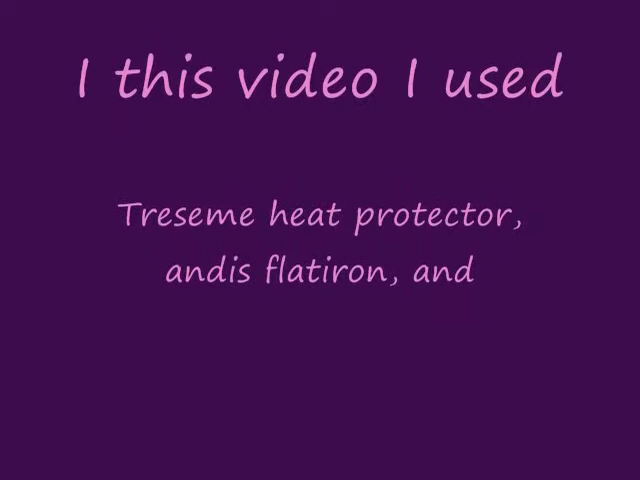 I this video I used
Treseme heat protector,
andis flatiron, and